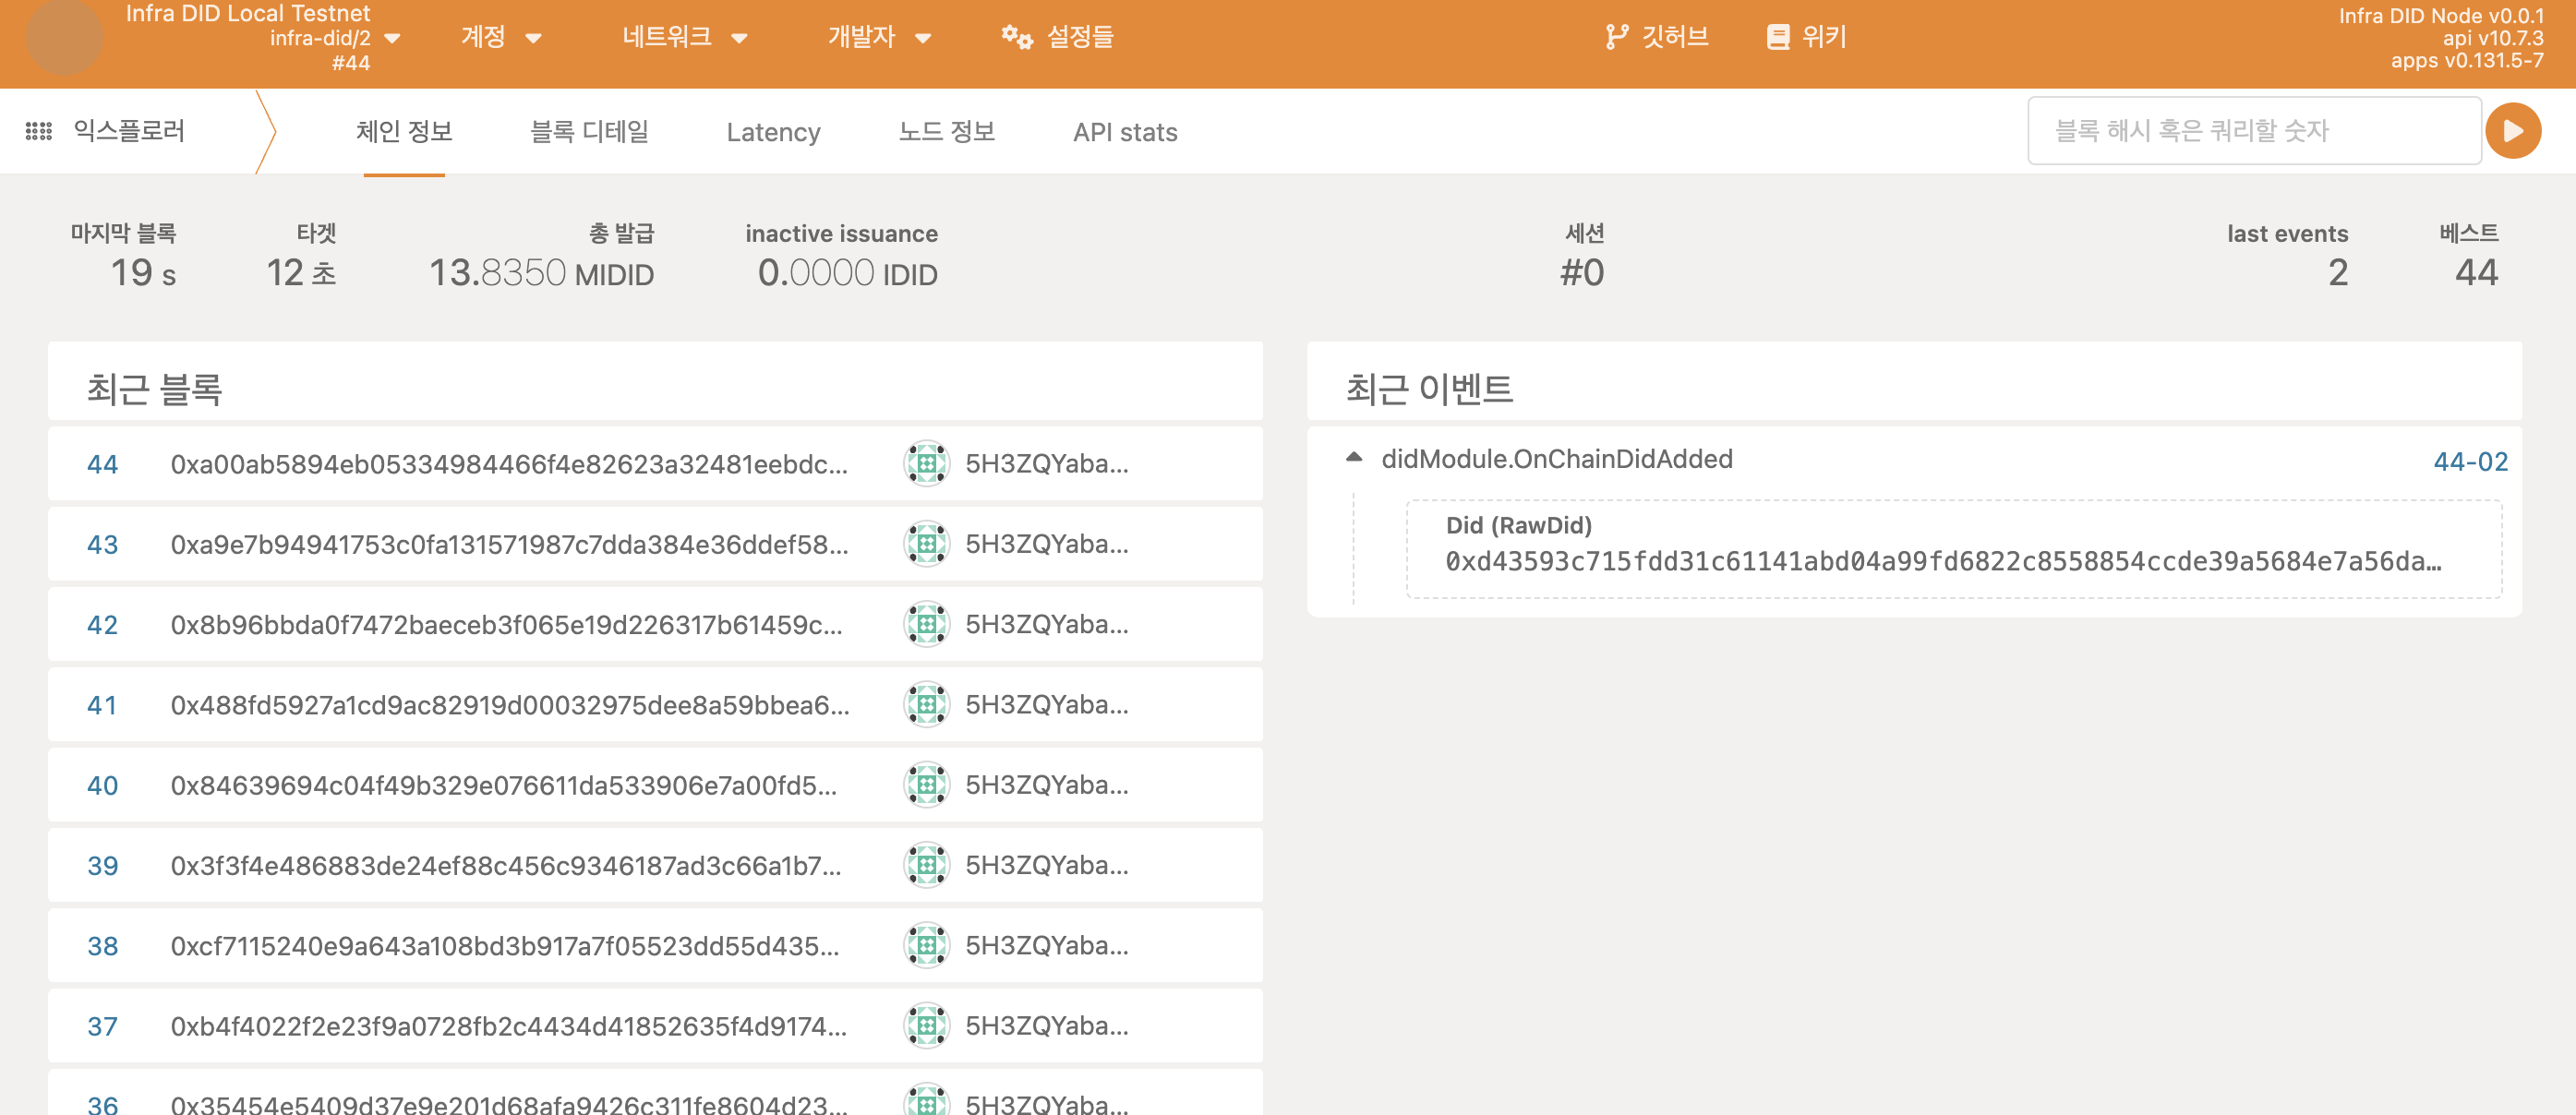 Infra DID Local Testnet
infra-did/2
#44
계정
네트워크
개발자
설정들
깃허브
위키
Infra DID Node v0.0.1
api v10.7.3
apps v0.131.5-7
익스플로러
체인 정보
블록 디테일
Latency
노드 정보
API stats
블록 해시 혹은 쿼리할 숫자
마지막 블록
19 s
타겟
12 초
총 발급
13.8350 MIDID
inactive issuance
0.0000 IDID
세션
#0
last events
2
베스트
44
최근 블록
44 0xa00ab5894eb05334984466f4e82623a32481eebdc... 5H3ZQYaba...
43 0xa9e7b94941753c0fa131571987c7dda384e36ddef58... 5H3ZQYaba...
42 0x8b96bbda0f7472baeceb3f065e19d226317b61459c... 5H3ZQYaba...
41 0x488fd5927a1cd9ac82919d00032975dee8a59bbea6... 5H3ZQYaba...
40 0x84639694c04f49b329e076611da533906e7a00fd5... 5H3ZQYaba...
39 0x3f3f4e486883de24ef88c456c9346187ad3c66a1b7... 5H3ZQYaba...
38 0xcf7115240e9a643a108bd3b917a7f05523dd55d435... 5H3ZQYaba...
37 0xb4f4022f2e23f9a0728fb2c4434d41852635f4d9174... 5H3ZQYaba...
36 0x35454e5409d37e9e201d68afa9426c311fe8604d23... 5H3ZQYaba...
최근 이벤트
didModule.OnChainDidAdded
44-02
Did (RawDid)
0xd43593c715fdd31c61141abd04a99fd6822c8558854ccde39a5684e7a56da…